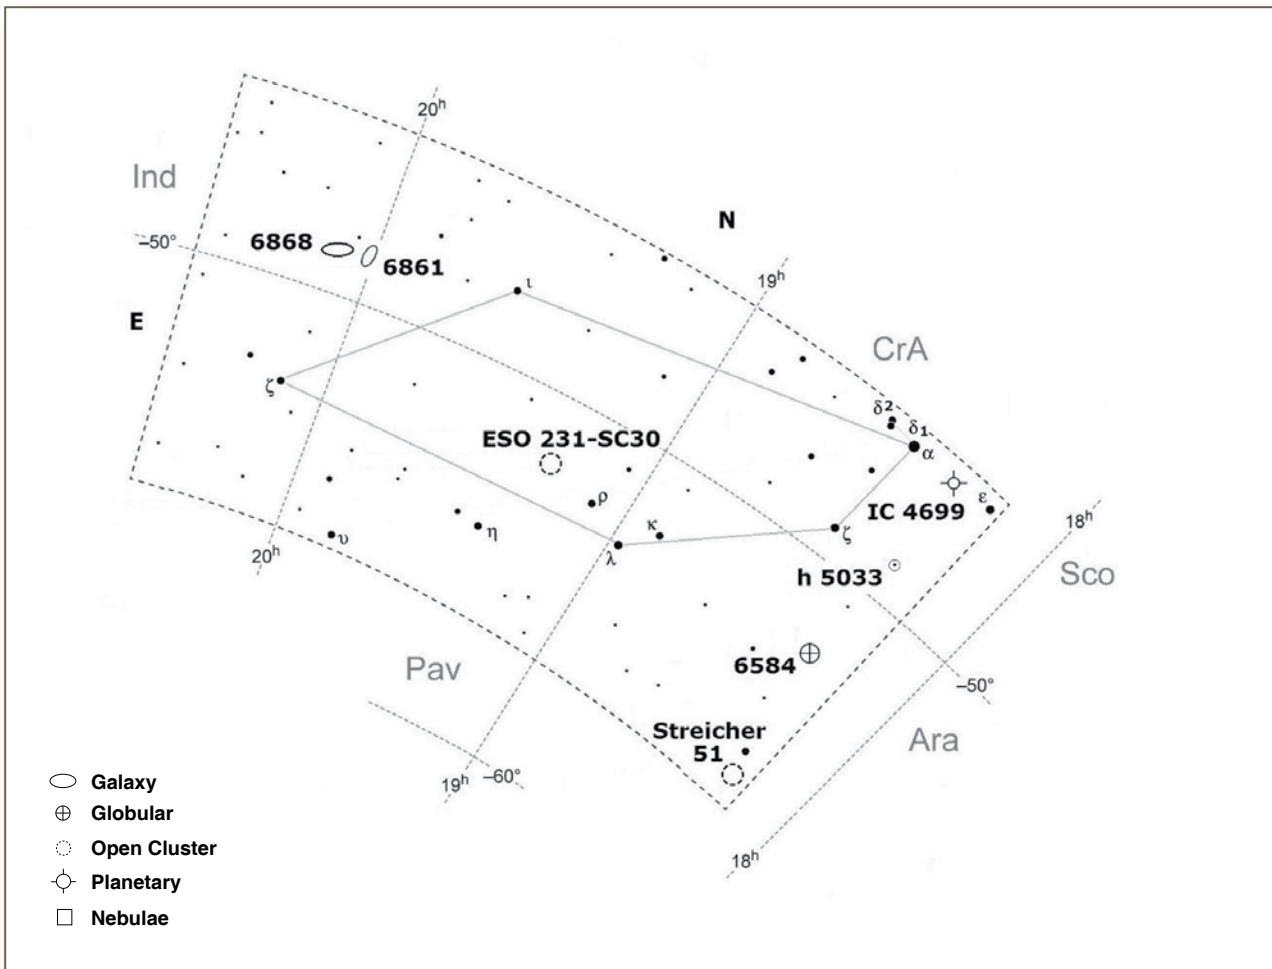 20h
Ind
N
6868
–50°
6861
19h
ι
E
CrA
ζ
δ2
δ1
ESO 231-SC30
α
ε
ρ
IC 4699
18h
κ
η
ζ
υ
λ
20h
h 5033
Sco
6584
Pav
–50°
Streicher
51
Ara
19h
–60°
Galaxy
Globular
Open Cluster
18h
Planetary
Nebulae